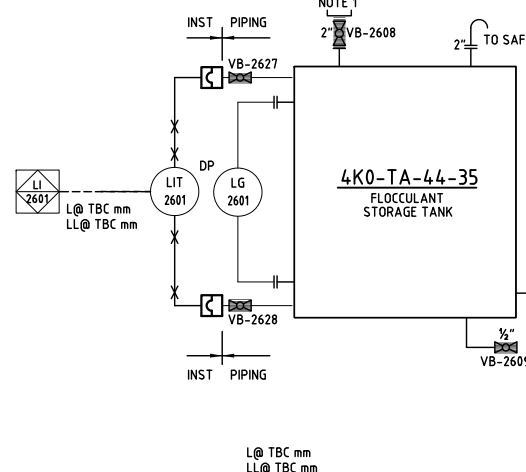 NOTE 1
INST PIPING
2" VB-2608
2" TO SAF
VB-2627
4K0-TA-44-35
FLOCCULANT
STORAGE TANK
DP
LIT
2601
LG
2601
LI
2601
L@ TBC mm
LL@ TBC mm
VB-2628
½"
VB-2609
INST PIPING
L@ TBC mm
LL@ TBC mm